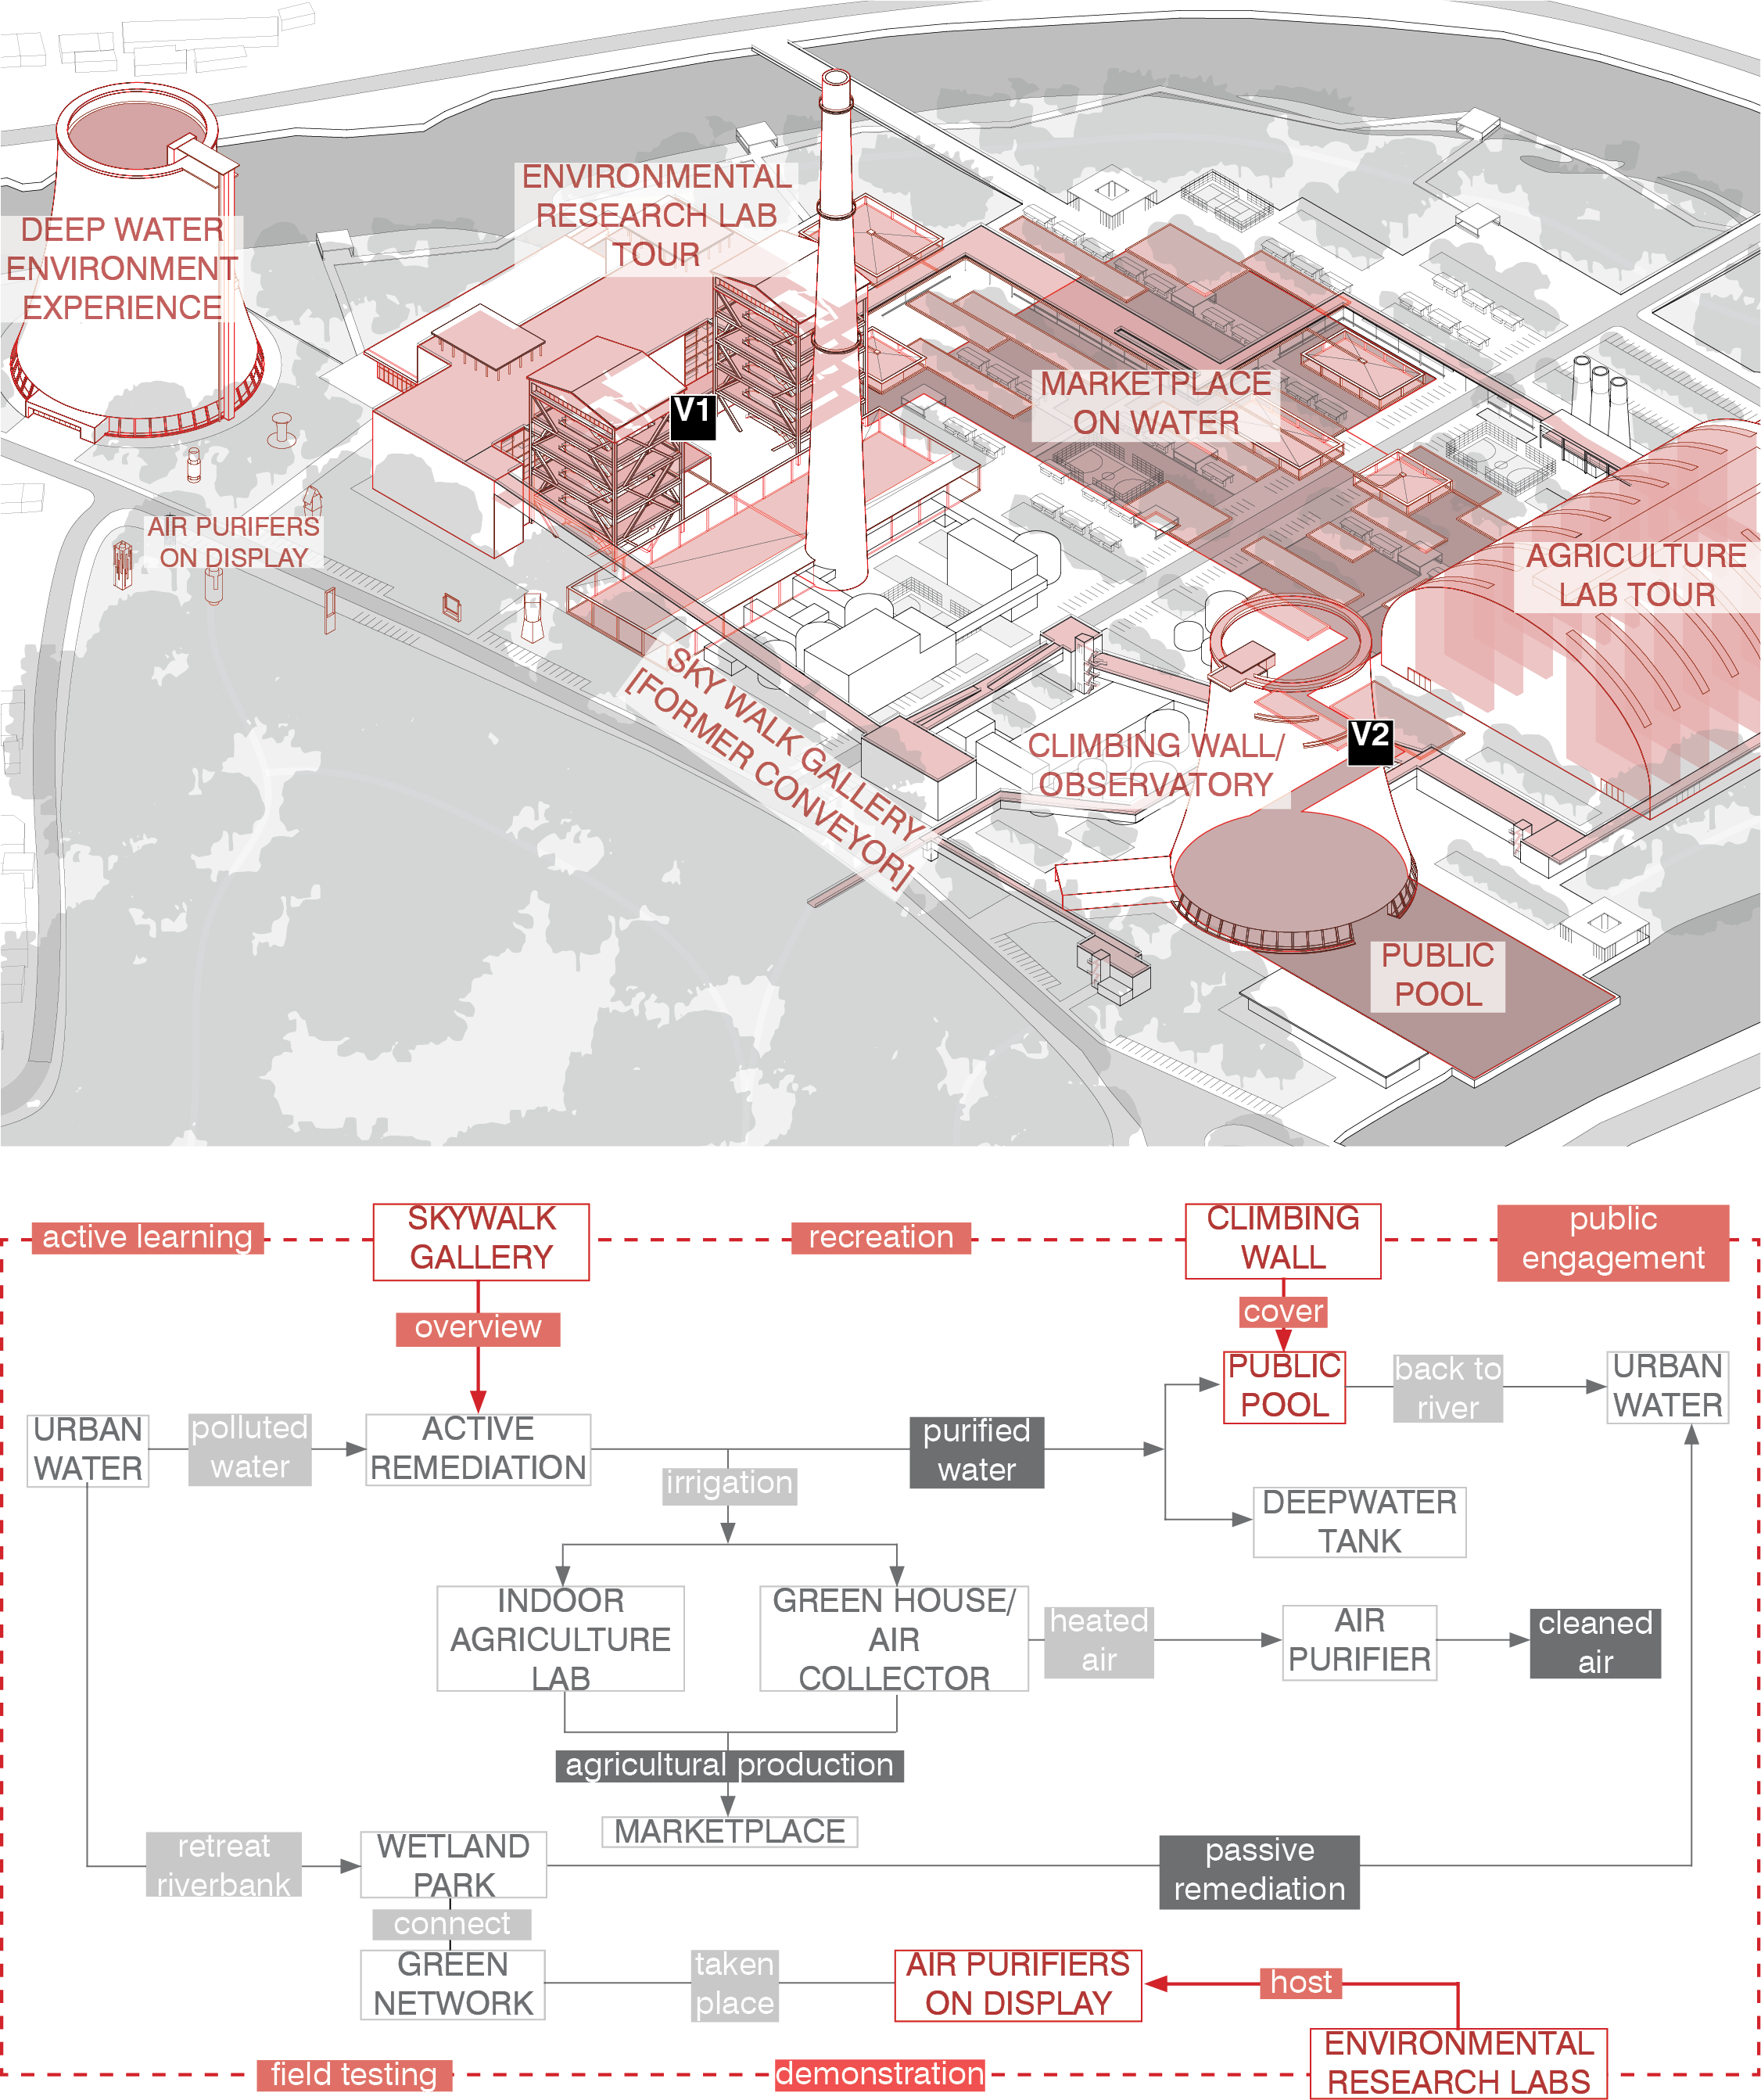 ENVIRONMENTAL
RESEARCH LAB
TOUR
DEEP WATER
ENVIRONMENT
EXPERIENCE
V1
MARKETPLACE
ON WATER
AIR PURIFERS
ON DISPLAY
AGRICULTURE
LAB TOUR
SKY WALK GALLERY
[FORMER CONVEYOR]
CLIMBING WALL/
OBSERVATORY
V2
PUBLIC
POOL
active learning
SKYWALK
GALLERY
recreation
CLIMBING
WALL
public
engagement
overview
cover
URBAN
WATER
polluted
water
ACTIVE
REMEDIATION
irrigation
purified
water
PUBLIC
POOL
back to
river
URBAN
WATER
DEEPWATER
TANK
INDOOR
AGRICULTURE
LAB
GREEN HOUSE/
AIR
COLLECTOR
heated
air
AIR
PURIFIER
cleaned
air
agricultural production
MARKETPLACE
retreat
riverbank
WETLAND
PARK
passive
remediation
connect
GREEN
NETWORK
taken
place
AIR PURIFIERS
ON DISPLAY
host
ENVIRONMENTAL
RESEARCH LABS
field testing
demonstration